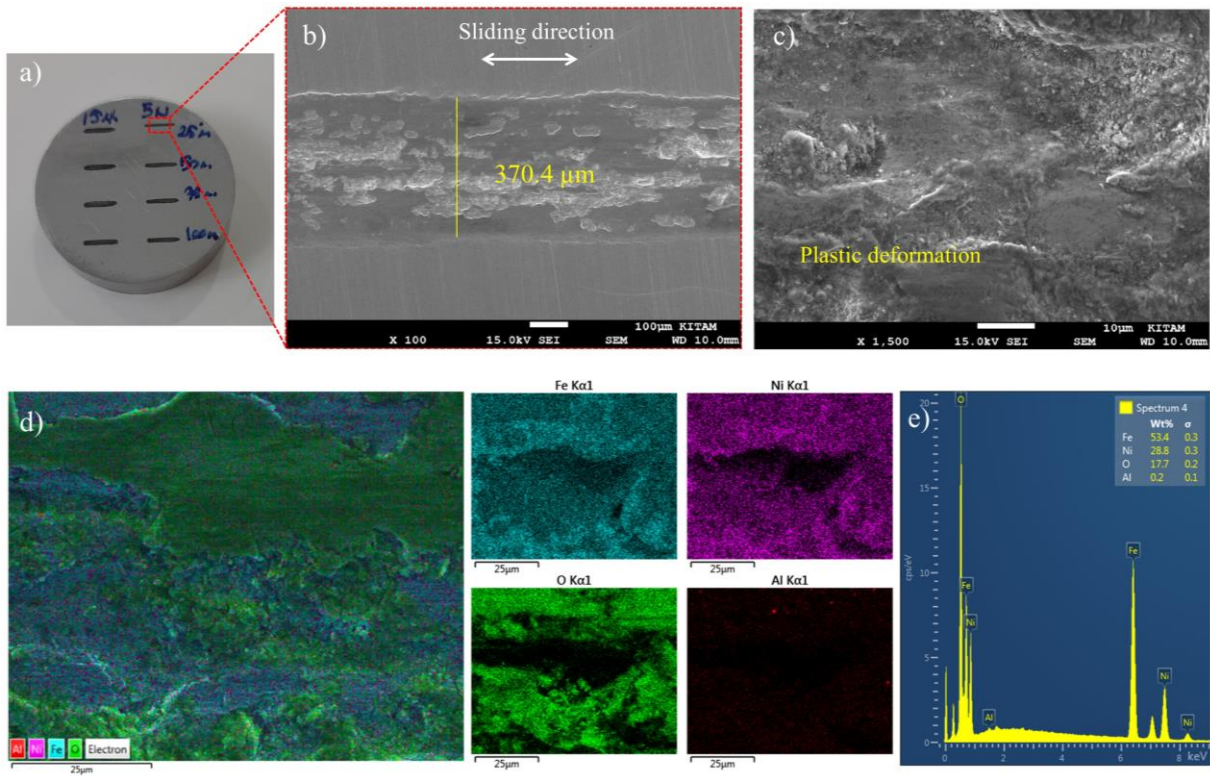 a)
15N
5N
25m
100m
b)
Sliding direction
370.4 µm
100µm KITAM
X 100 15.0kV SEI SEM WD 10.0mm
c)
Plastic deformation
10µm KITAM
X 1,500 15.0kV SEI SEM WD 10.0mm
d)
Al Ni Fe O Electron
25µm
Fe Kα1
25µm
Ni Kα1
25µm
O Kα1
25µm
Al Kα1
25µm
e)
Spectrum 4
Wt% σ
Fe 53.4 0.3
Ni 28.8 0.3
O 17.7 0.2
Al 0.2 0.1
cps/eV
20
15
10
5
0
O
Fe
Ni
Al
Fe
Ni
Ni
0 2 4 6 8 keV